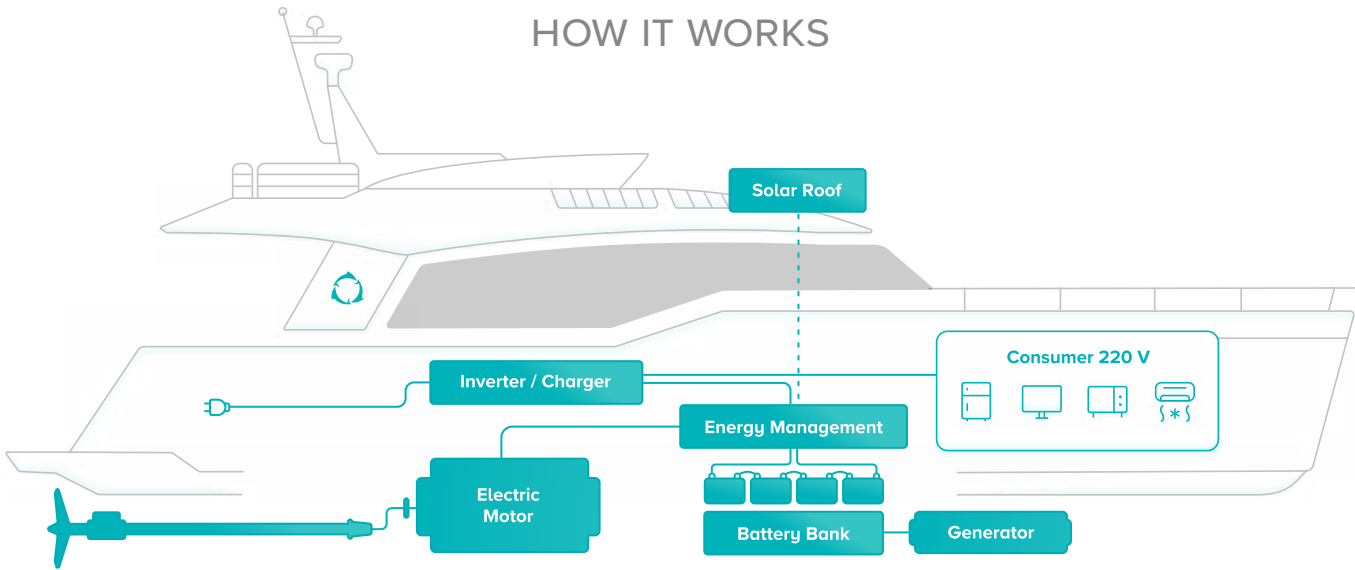 HOW IT WORKS
Solar Roof
Consumer 220 V
Inverter / Charger
Energy Management
Electric
Motor
Battery Bank
Generator